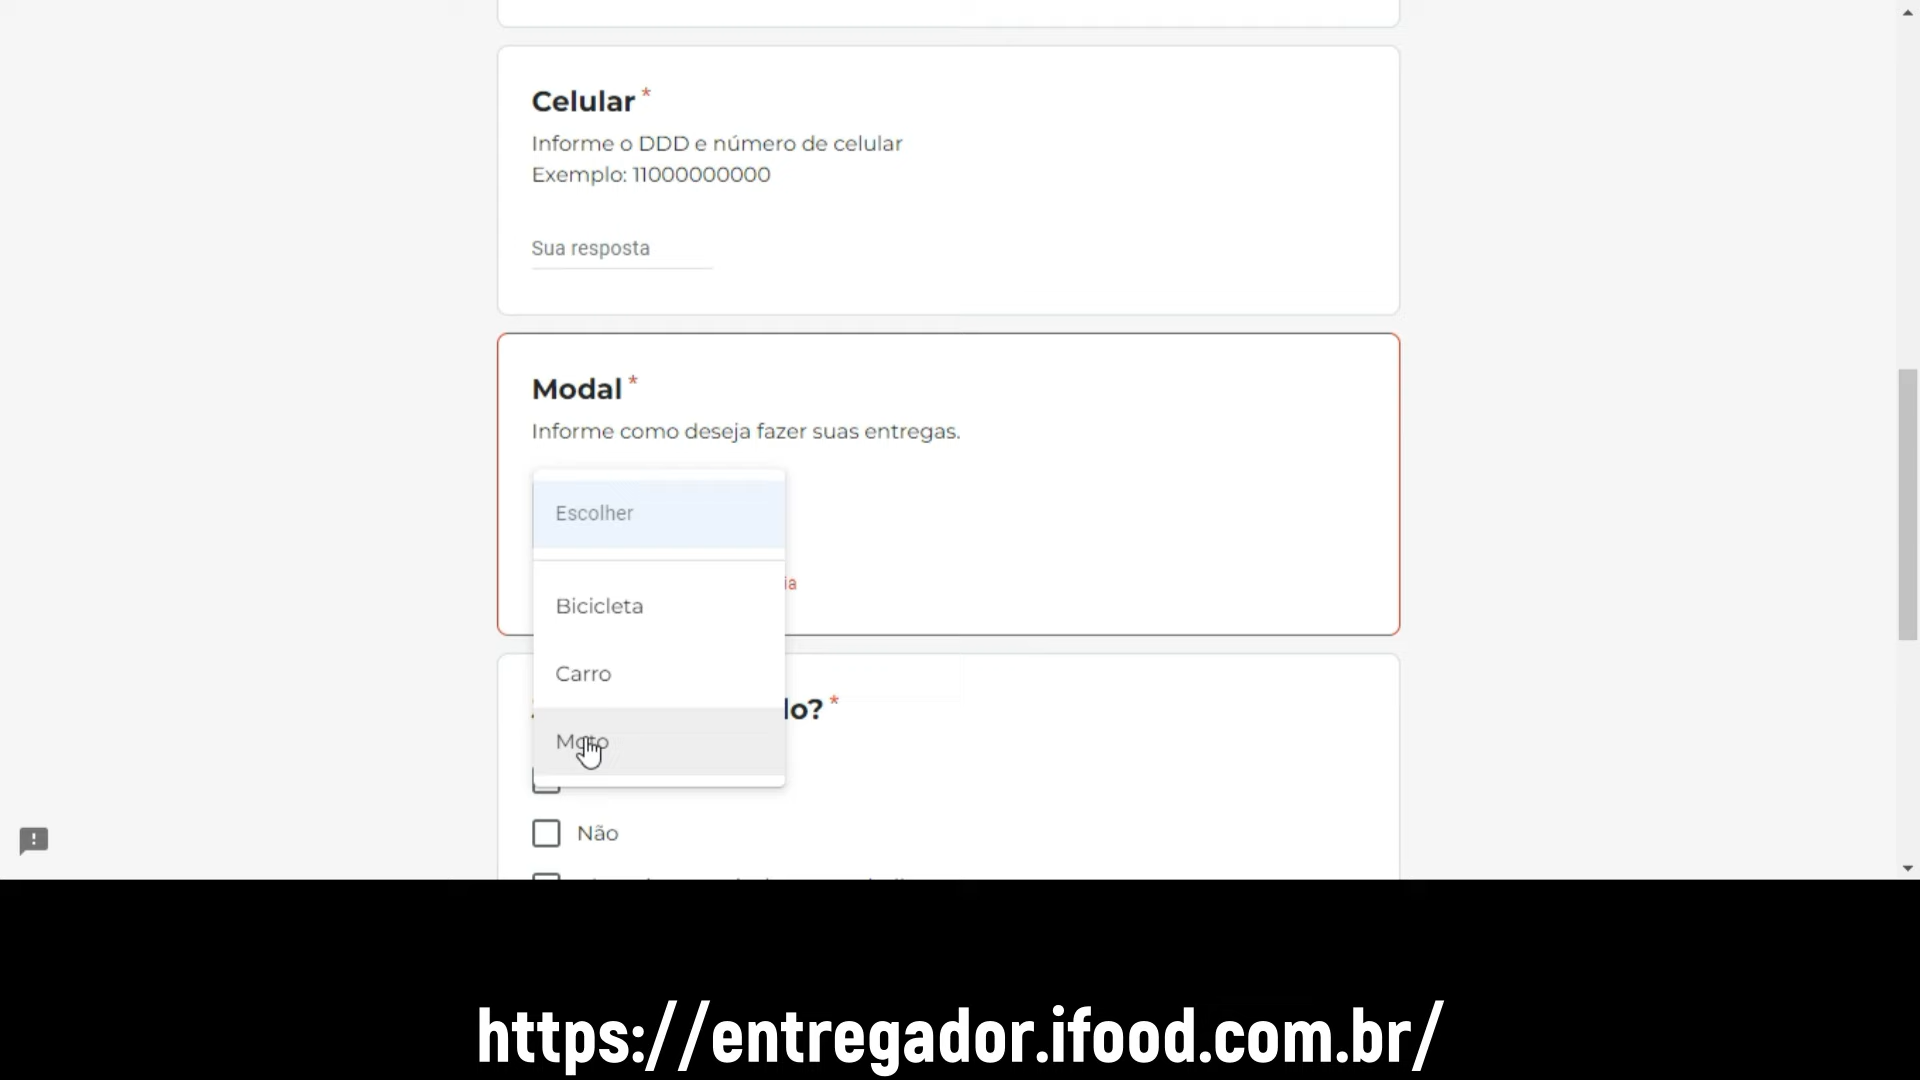 Celular *
Informe o DDD e número de celular
Exemplo: 11000000000
Sua resposta
Modal *
Informe como deseja fazer suas entregas.
Escolher
Bicicleta
Carro
Moto
Não
https://entregador.ifood.com.br/